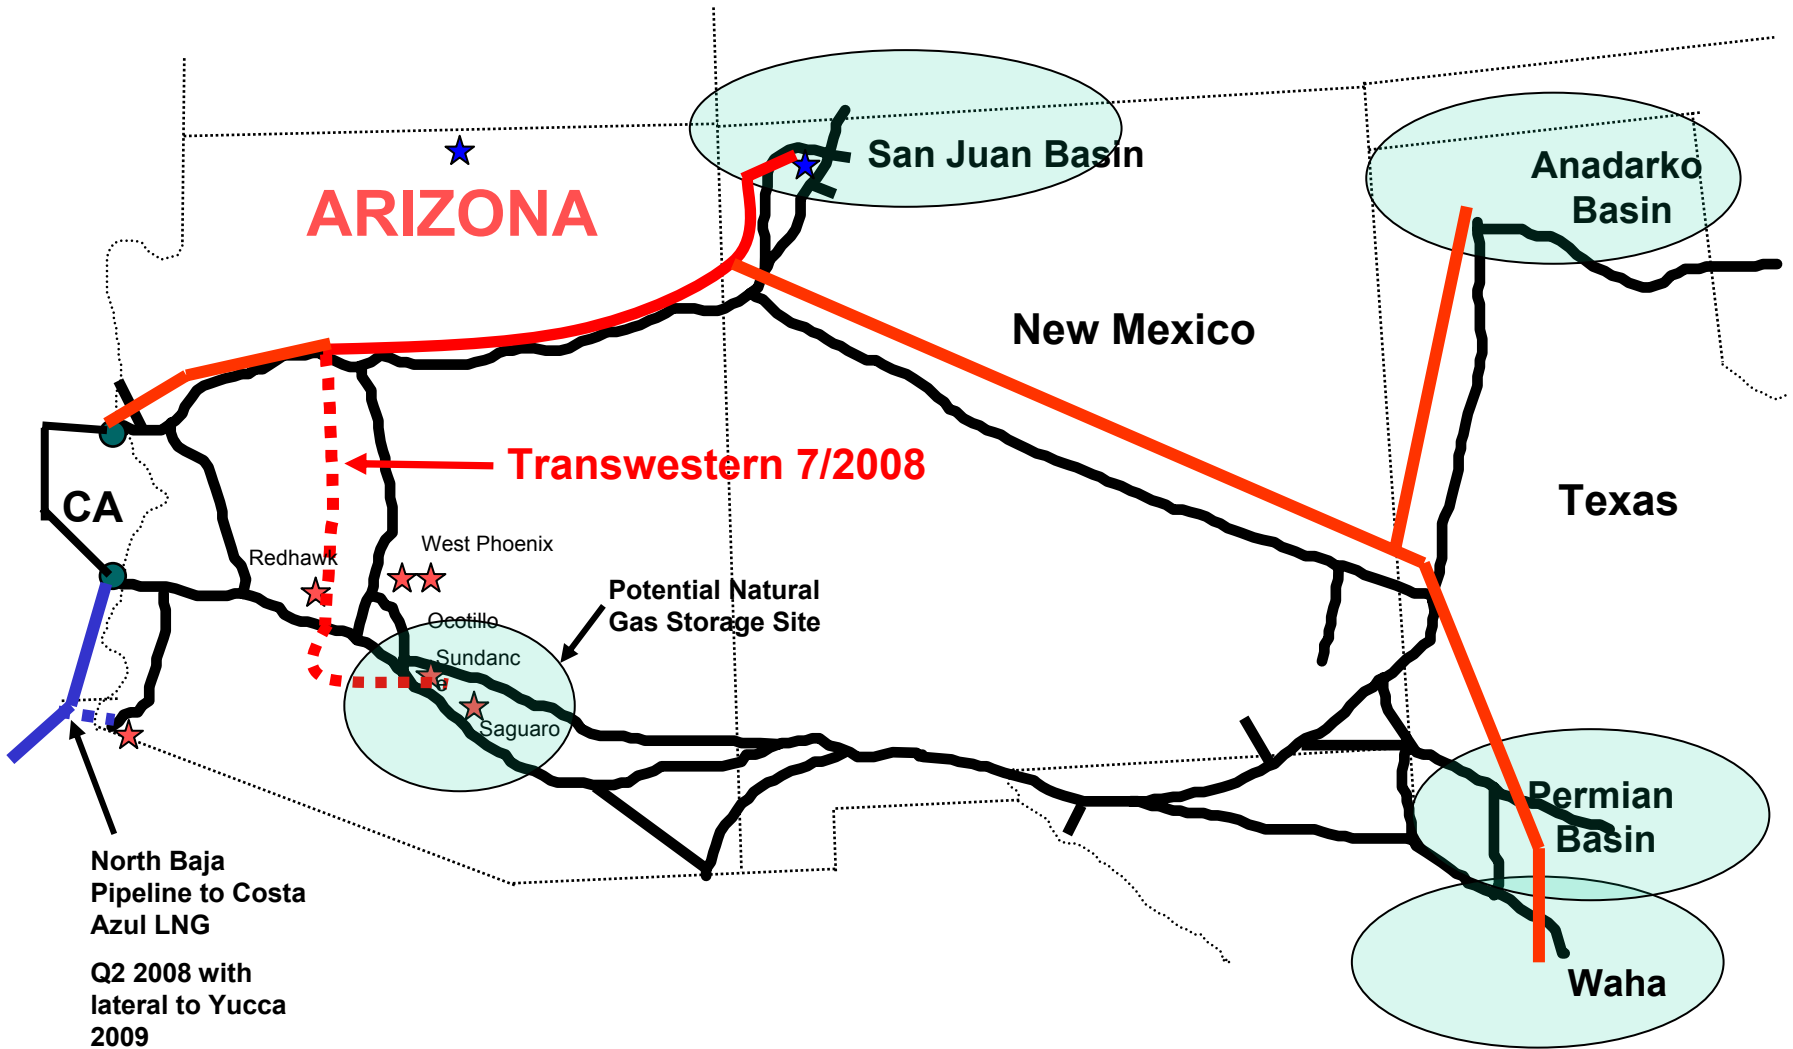 San Juan Basin
Anadarko
Basin
ARIZONA
New Mexico
Transwestern 7/2008
Texas
CA
West Phoenix
Redhawk
Potential Natural
Gas Storage Site
Ocotillo
Sundanc
e
Saguaro
Permian
Basin
North Baja
Pipeline to Costa
Azul LNG
Q2 2008 with
lateral to Yucca
2009
Waha